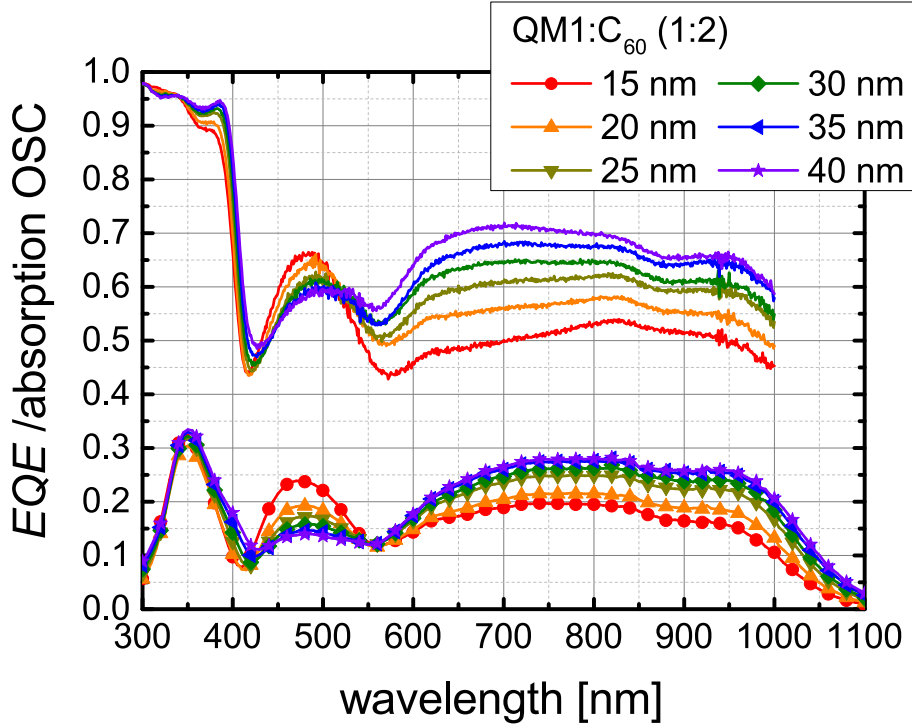 QM1:C60 (1:2)
15 nm 30 nm
20 nm 35 nm
25 nm 40 nm
EQE /absorption OSC
1.0
0.9
0.8
0.7
0.6
0.5
0.4
0.3
0.2
0.1
0.0
300 400 500 600 700 800 900 1000 1100
wavelength [nm]